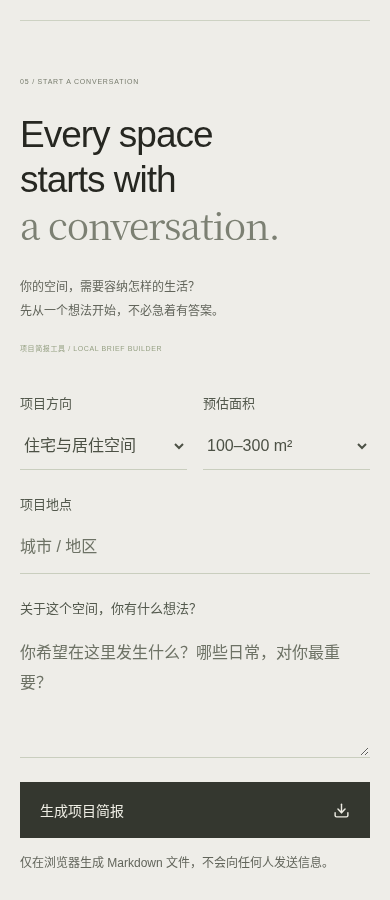 05 / START A CONVERSATION
Every space
starts with
a conversation.
你的空间，需要容纳怎样的生活？
先从一个想法开始，不必急着有答案。
项目简报工具 / LOCAL BRIEF BUILDER
项目方向
预估面积
住宅与居住空间
100–300 m²
项目地点
城市 / 地区
关于这个空间，你有什么想法？
你希望在这里发生什么？哪些日常，对你最重
要？
生成项目简报
仅在浏览器生成 Markdown 文件，不会向任何人发送信息。